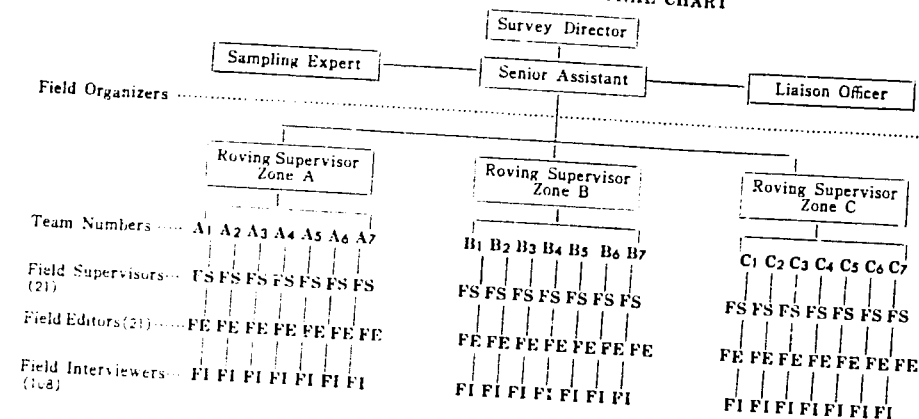 CHART
Survey Director
Sampling Expert
Senior Assistant
Liaison Officer
Field Organizers
Roving Supervisor
Zone A
Roving Supervisor
Zone B
Roving Supervisor
Zone C
Team Numbers
A1 A2 A3 A4 A5 A6 A7
B1 B2 B3 B4 B5 B6 B7
C1 C2 C3 C4 C5 C6 C7
Field Supervisors
(21)
FS FS FS FS FS FS FS
FS FS FS FS FS FS FS
FS FS FS FS FS FS FS
Field Editors (21)
FE FE FE FE FE FE FE
FE FE FE FE FE FE FE
FE FE FE FE FE FE FE
Field Interviewers
FI FI FI FI FI FI FI
FI FI FI FI FI FI FI
FI FI FI FI FI FI FI